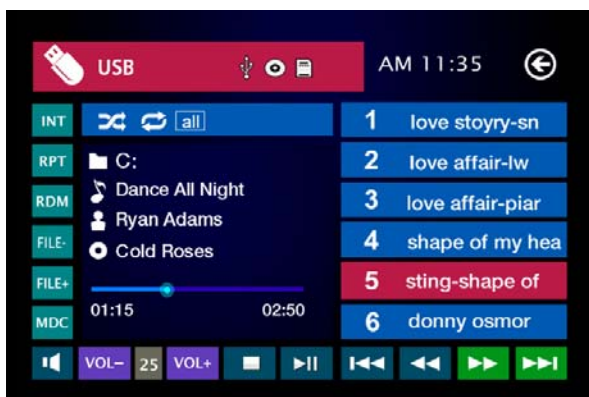 USB
AM 11:35
INT
all
RPT
C:
RDM
Dance All Night
Ryan Adams
FILE-
Cold Roses
FILE+
01:15
02:50
MDC
1 love stoyry-sn
2 love affair-lw
3 love affair-piar
4 shape of my hea
5 sting-shape of
6 donny osmor
VOL- 25 VOL+